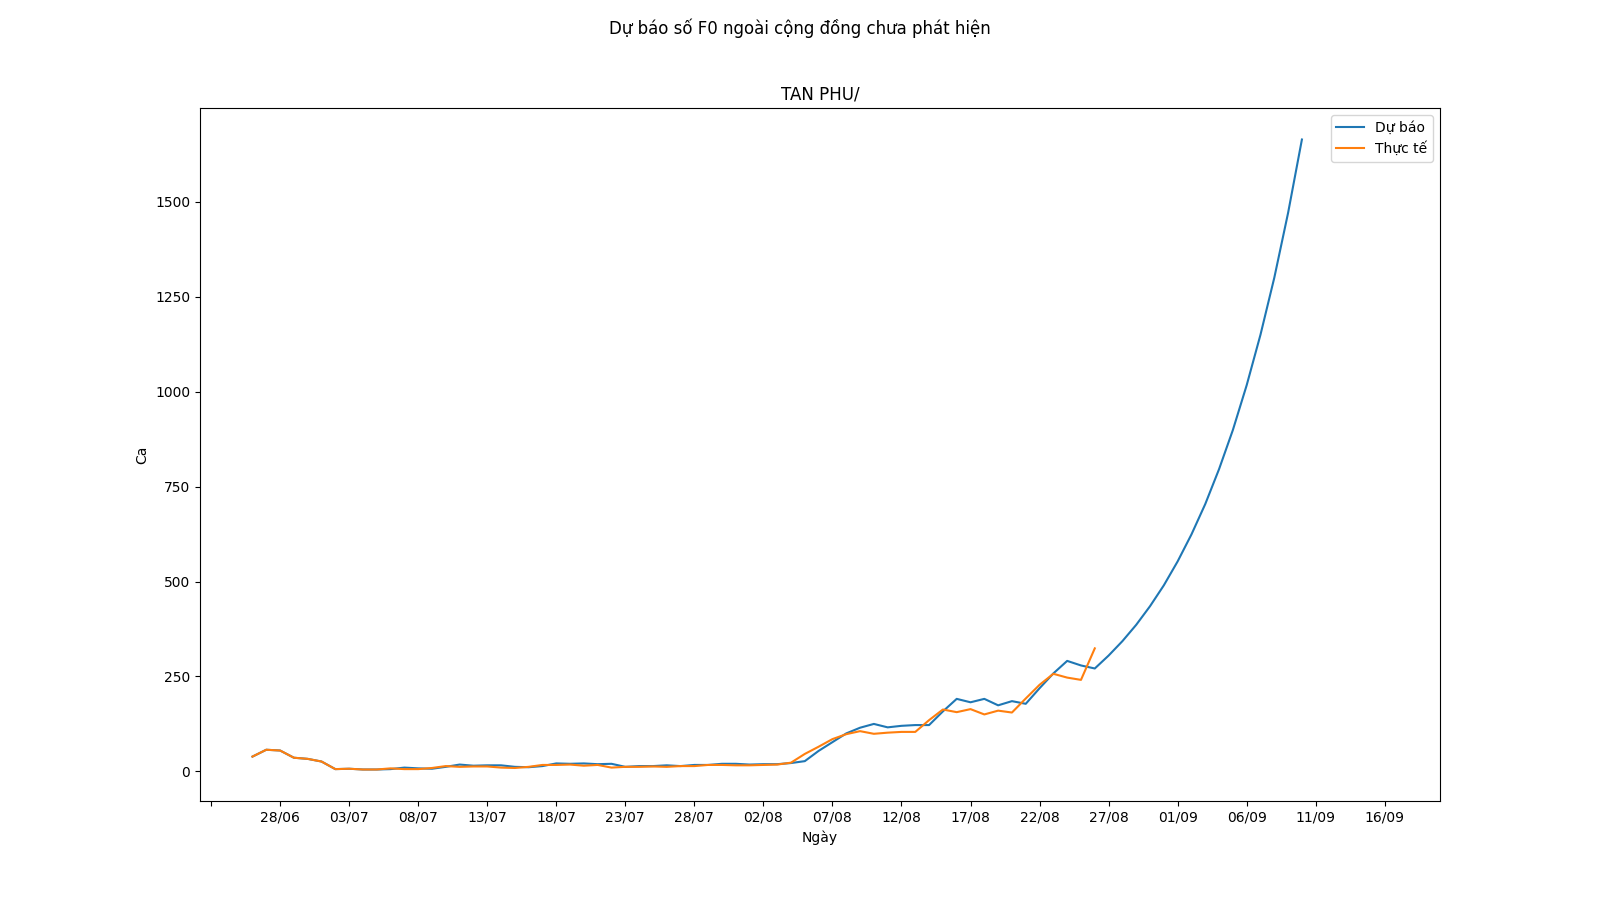 Dự báo số F0 ngoài cộng đồng chưa phát hiện
TAN PHU/
Dự báo
Thực tế
1500
1250
1000
750
500
250
0
Ca
28/06 03/07 08/07 13/07 18/07 23/07 28/07 02/08 07/08 12/08 17/08 22/08 27/08 01/09 06/09 11/09 16/09
Ngày